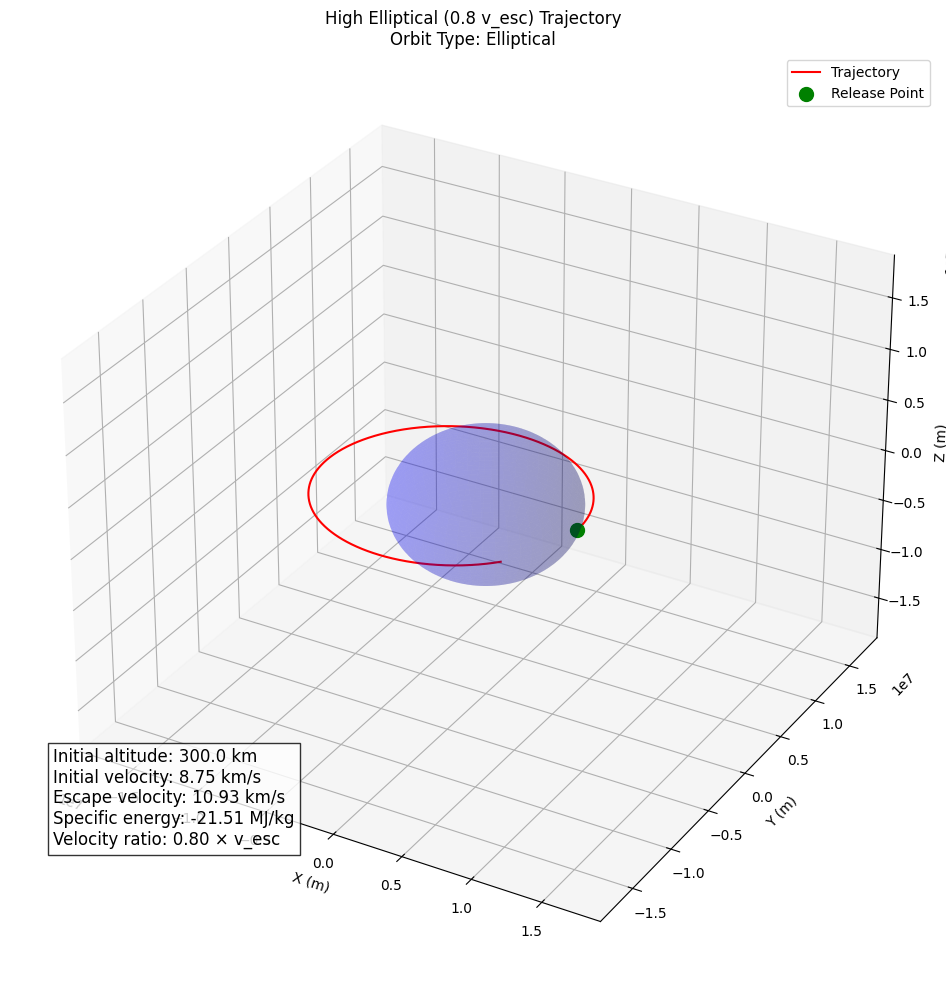 High Elliptical (0.8 v_esc) Trajectory
Orbit Type: Elliptical
Trajectory
Release Point
1.5
1.0
0.5
0.0
−0.5
−1.0
−1.5
Z (m)
1e7
1.5
1.0
0.5
0.0
−0.5
−1.0
−1.5
Y (m)
Initial altitude: 300.0 km
Initial velocity: 8.75 km/s
Escape velocity: 10.93 km/s
Specific energy: -21.51 MJ/kg
Velocity ratio: 0.80 × v_esc
0.0
0.5
1.0
1.5
X (m)